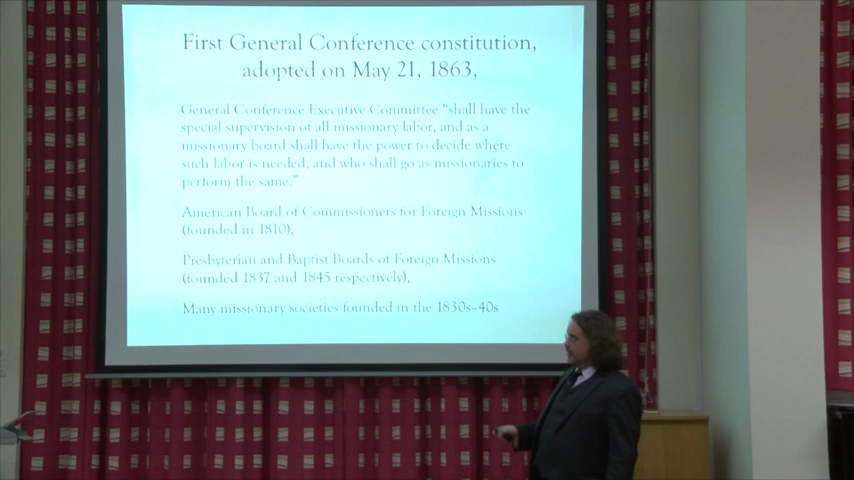 First General Conference constitution,
adopted on May 21, 1863,
General Conference Executive Committee “shall have the
special supervision of all missionary labor, and as a
missionary board shall have the power to decide where
such labor is needed, and who shall go as missionaries to
perform the same.”
American Board of Commissioners for Foreign Missions
(founded in 1810),
Presbyterian and Baptist Boards of Foreign Missions
(founded 1837 and 1845 respectively),
Many missionary societies founded in the 1830s–40s